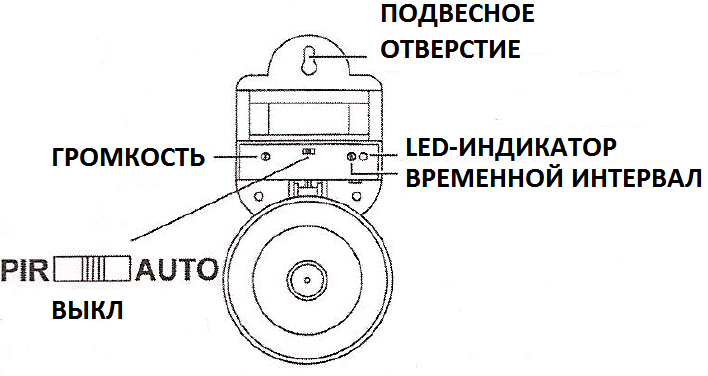 ПОДВЕСНОЕ
ОТВЕРСТИЕ
ГРОМКОСТЬ
LED-ИНДИКАТОР
ВРЕМЕННОЙ ИНТЕРВАЛ
PIR AUTO
ВЫКЛ